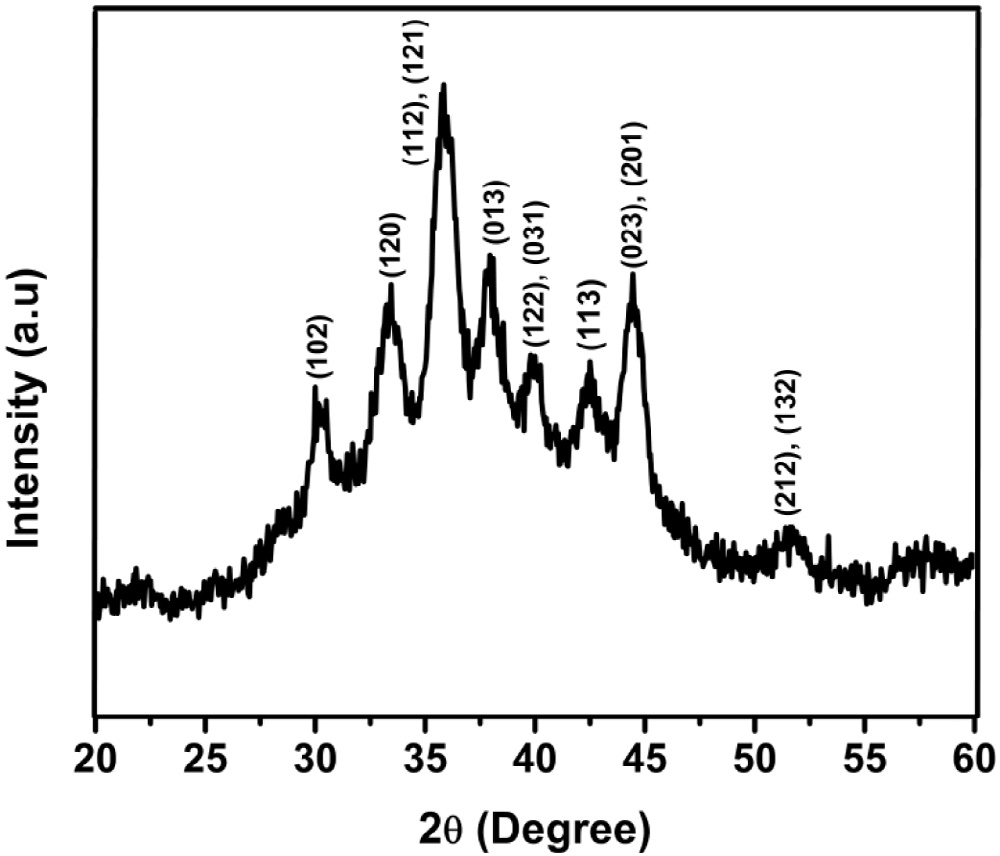 (112), (121)
(023), (201)
(013)
(122), (031)
(120)
(113)
(102)
(212), (132)
Intensity (a.u)
20 25 30 35 40 45 50 55 60
2θ (Degree)